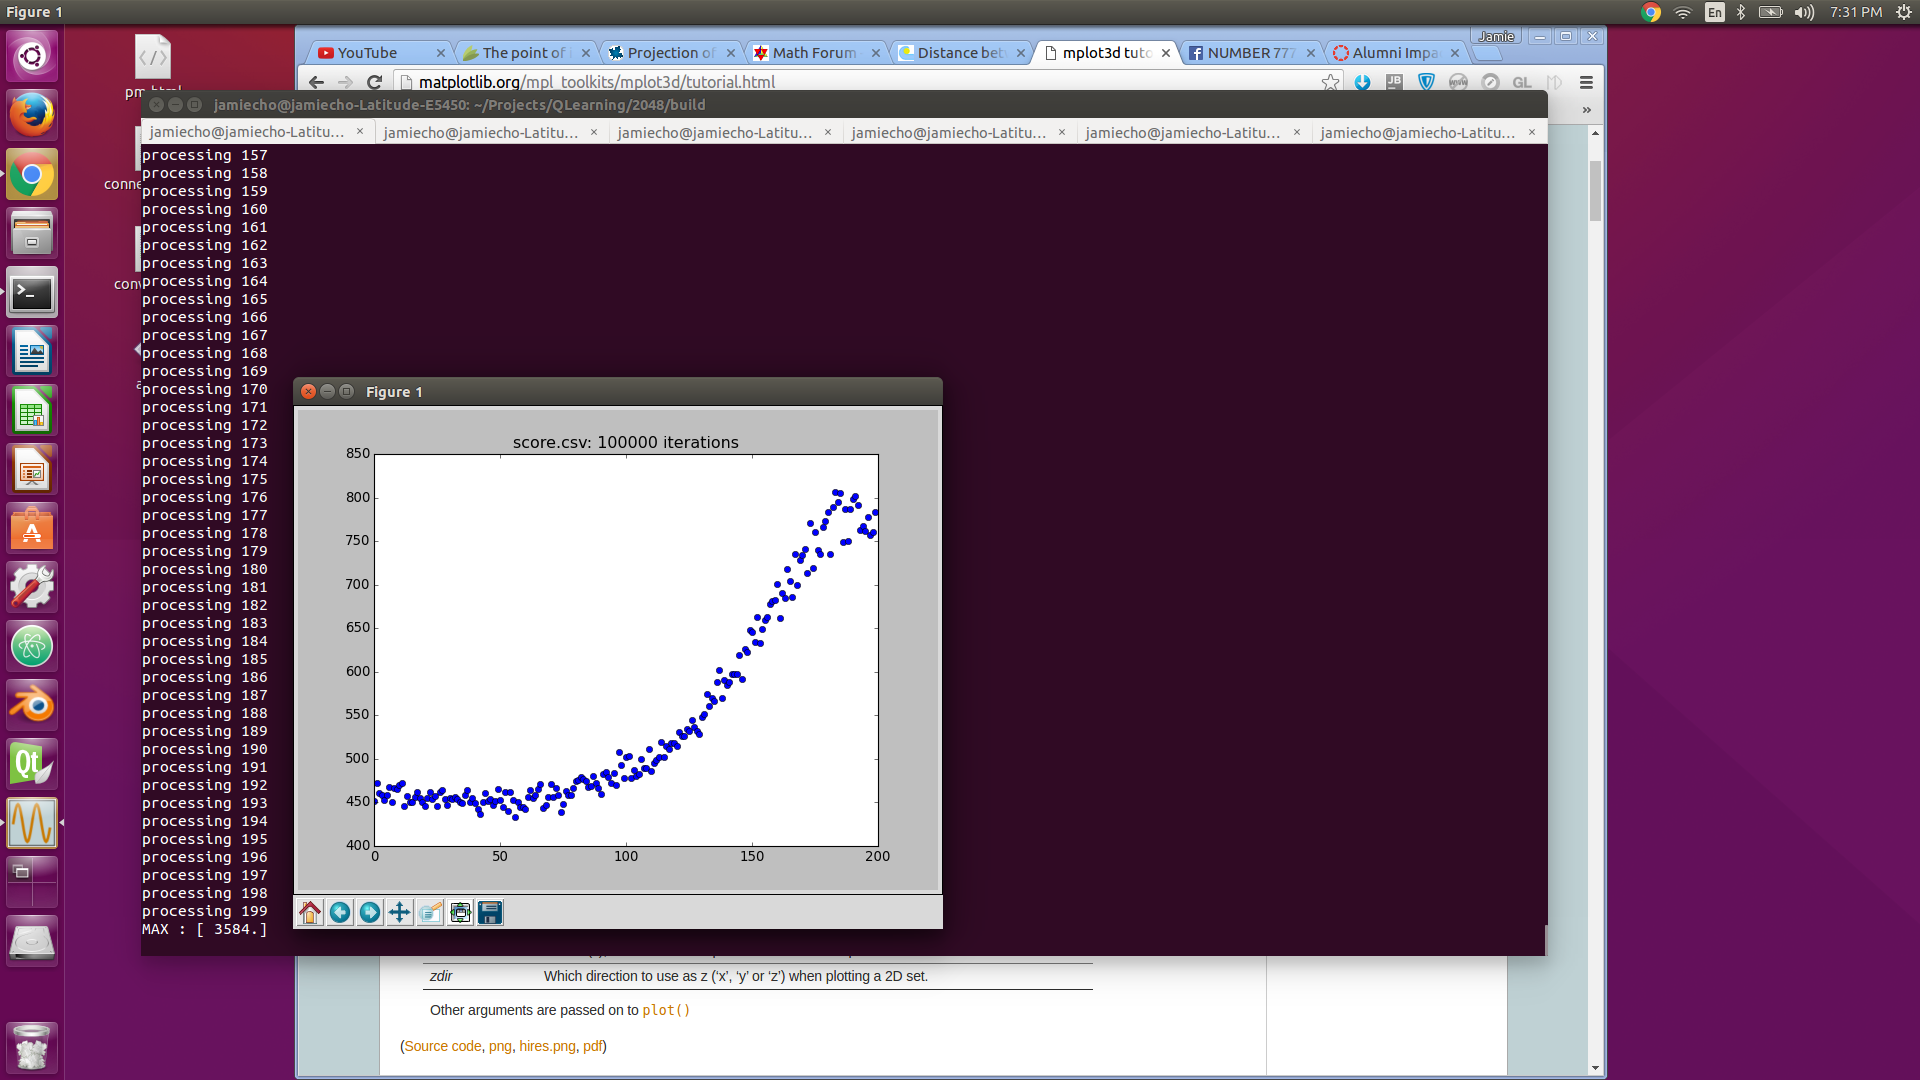 Figure 1
En
7:31 PM
Jamie
YouTube
The point of
Projection of
Math Forum
Distance bet
mplot3d tuto
NUMBER 777
Alumni Impa
matplotlib.org/mpl_toolkits/mplot3d/tutorial.html
JB
GL
jamiecho@jamiecho-Latitude-E5450: ~/Projects/QLearning/2048/build
jamiecho@jamiecho-Latitu...
jamiecho@jamiecho-Latitu...
jamiecho@jamiecho-Latitu...
jamiecho@jamiecho-Latitu...
jamiecho@jamiecho-Latitu...
jamiecho@jamiecho-Latitu...
processing 157
processing 158
processing 159
processing 160
processing 161
processing 162
processing 163
processing 164
processing 165
processing 166
processing 167
processing 168
processing 169
processing 170
processing 171
processing 172
processing 173
processing 174
processing 175
processing 176
processing 177
processing 178
processing 179
processing 180
processing 181
processing 182
processing 183
processing 184
processing 185
processing 186
processing 187
processing 188
processing 189
processing 190
processing 191
processing 192
processing 193
processing 194
processing 195
processing 196
processing 197
processing 198
processing 199
MAX : [ 3584.]
Figure 1
score.csv: 100000 iterations
850
800
750
700
650
600
550
500
450
400
0
50
100
150
200
zdir Which direction to use as z (‘x’, ‘y’ or ‘z’) when plotting a 2D set.
Other arguments are passed on to plot()
(Source code, png, hires.png, pdf)